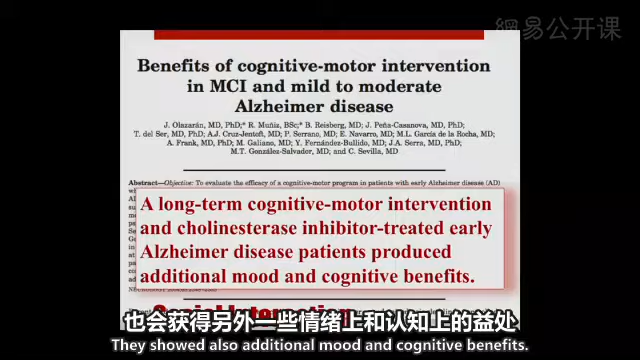 網易公开课
Benefits of cognitive-motor intervention
in MCI and mild to moderate
Alzheimer disease
J. Olazarán, MD, PhD;* R. Muñiz, BSc;* B. Reisberg, MD; J. Peña-Casanova, MD, PhD;
T. del Ser, MD, PhD; A.J. Cruz-Jentoft, MD; P. Serrano, MD; E. Navarro, MD; M.L. García de la Rocha, MD;
A. Frank, MD, PhD; M. Galiano, MD; Y. Fernández-Bullido, MD; J.A. Serra, MD, PhD;
M.T. González-Salvador, MD; and C. Sevilla, MD
Abstract—Objective: To evaluate the efficacy of a cognitive-motor program in patients with early Alzheimer disease (AD)
A long-term cognitive-motor intervention
and cholinesterase inhibitor-treated early
Alzheimer disease patients produced
additional mood and cognitive benefits.
也会获得另外一些情绪上和认知上的益处
They showed also additional mood and cognitive benefits.